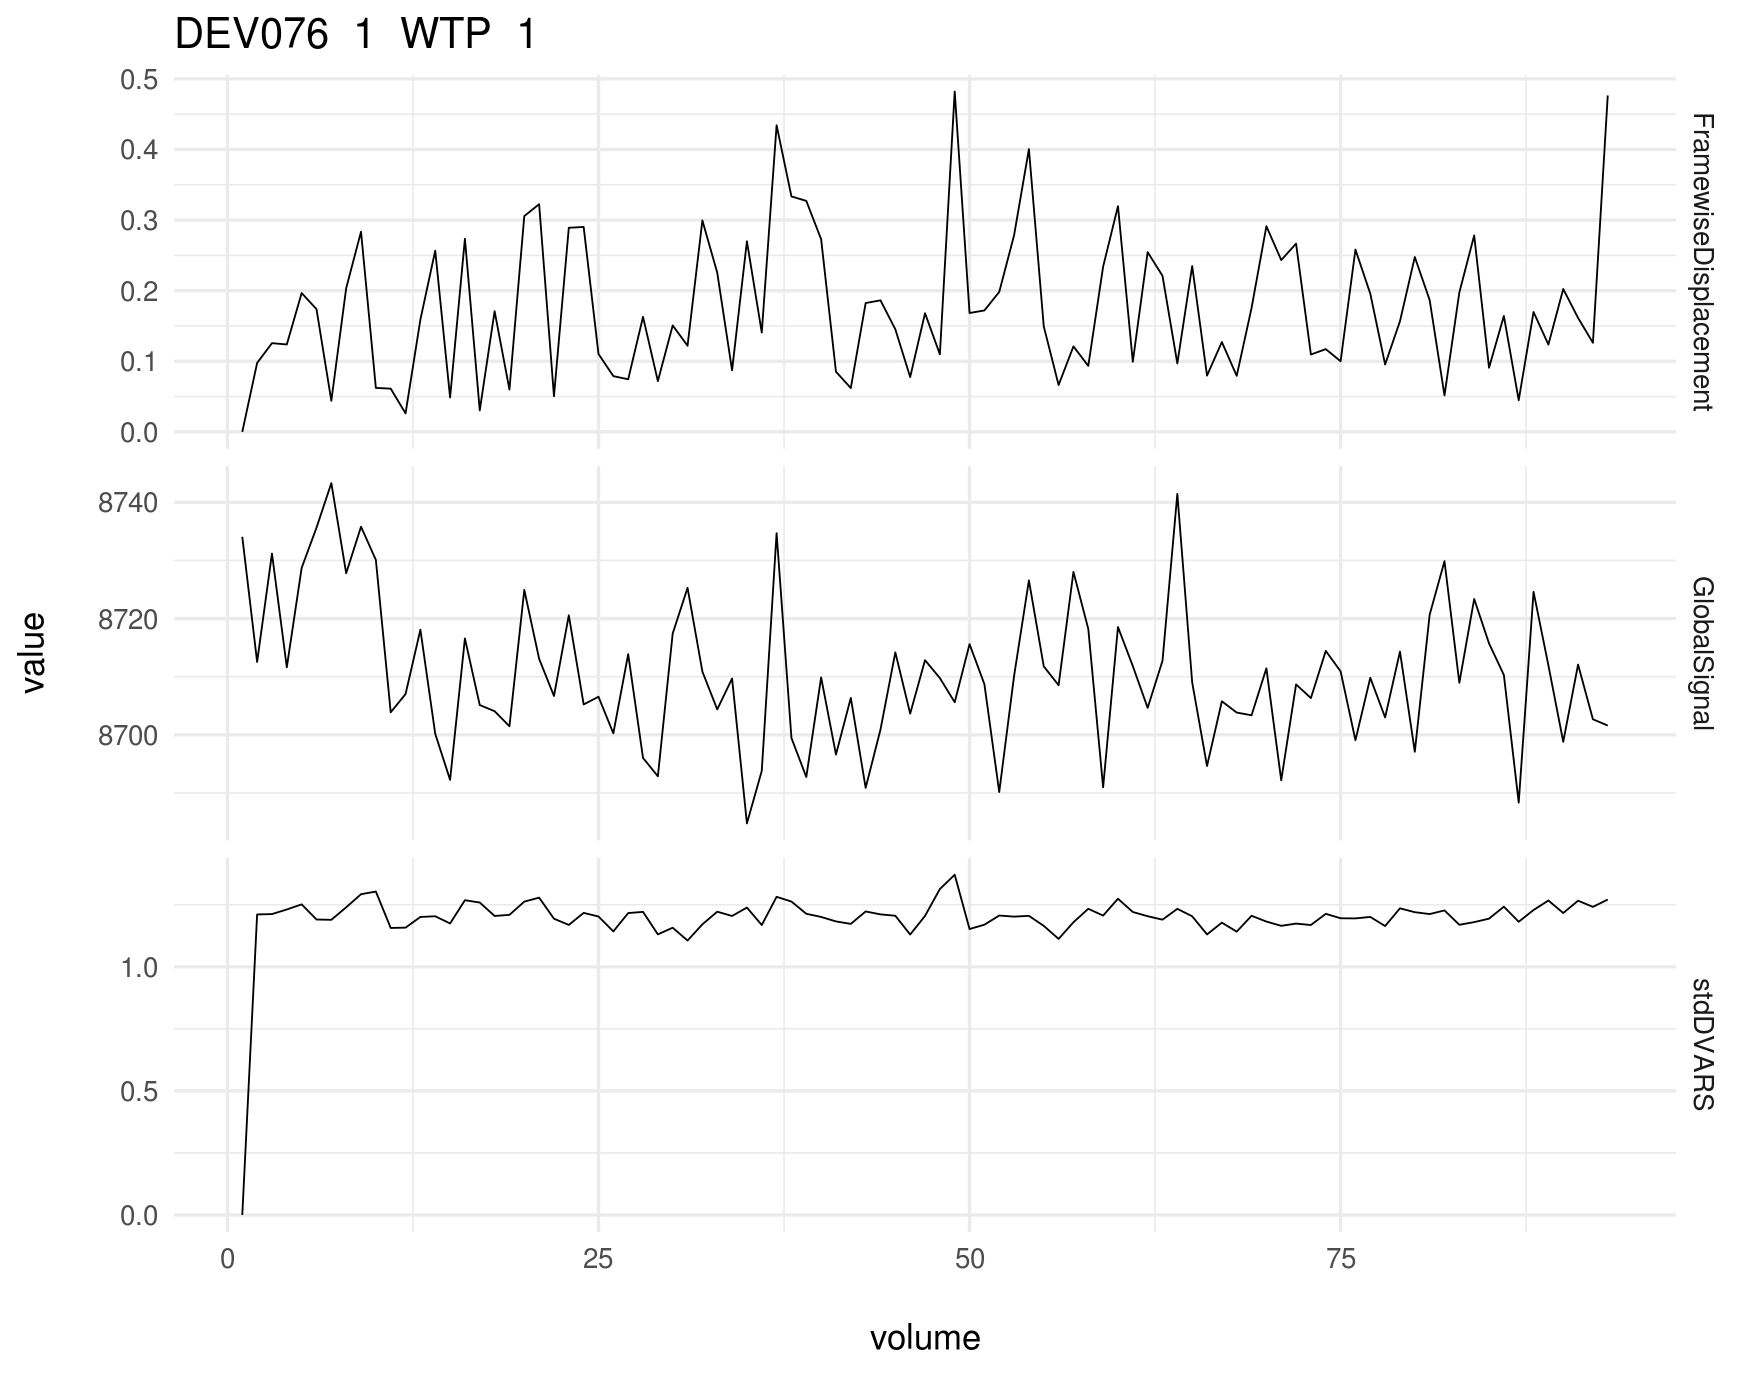 DEV076 1 WTP 1
0.5
0.4
0.3
0.2
0.1
0.0
FramewiseDisplacement
8740
8720
8700
GlobalSignal
value
1.0
0.5
0.0
stdDVARS
0 25 50 75
volume